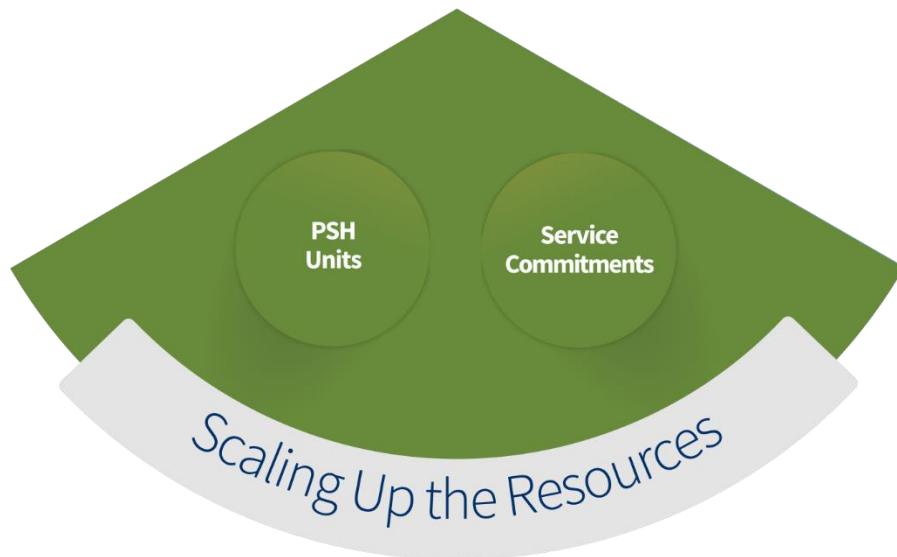 PSH
Units
Service
Commitments
Scaling Up the Resources